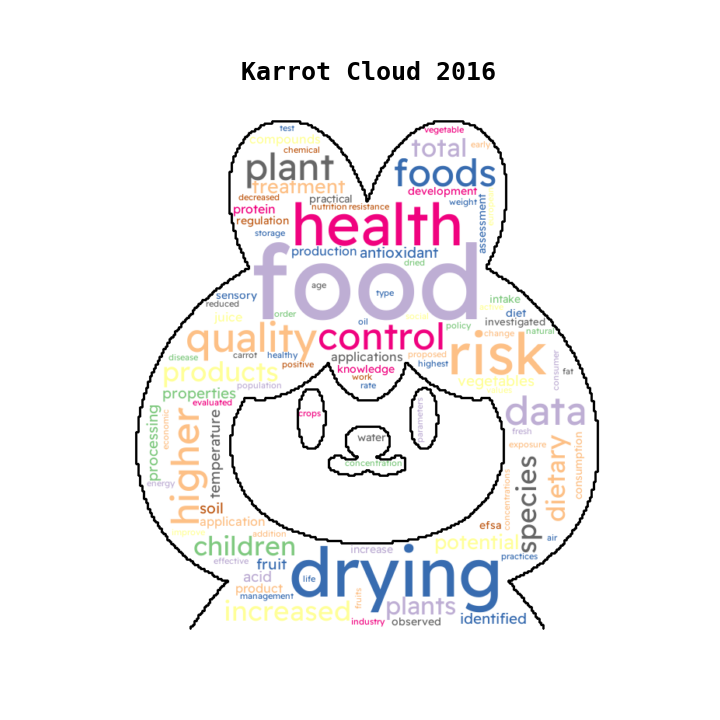 Karrot Cloud 2016
test
vegetable
compounds
early
chemical
total
plant
foods
treatment
development
decreased
practical
weight
nutrition
resistance
protein
health
assessment
regulation
storage
production
antioxidant
food
dried
age
type
sensory
reduced
intake
order
diet
juice
oil
investigated
policy
natural
quality
control
change
risk
disease
carrot
healthy
applications
proposed
consumer
positive
highest
knowledge
fat
products
work
vegetables
population
rate
properties
evaluated
crops
parameters
data
processing
economic
higher
temperature
water
fresh
exposure
dietary
consumption
concentration
species
concentrations
energy
soil
application
efsa
addition
potential
air
children
increase
practices
effective
fruit
drying
acid
life
product
management
fruits
plants
increased
industry
observed
identified